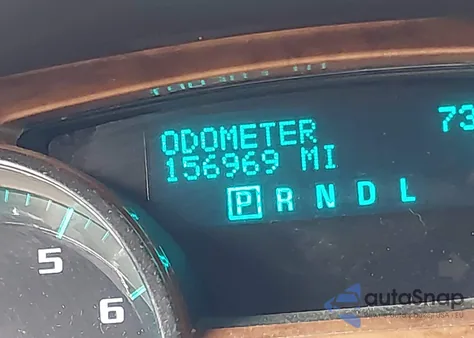 ODOMETER 73
156969 MI
P R N D L
5
6
autoSnap